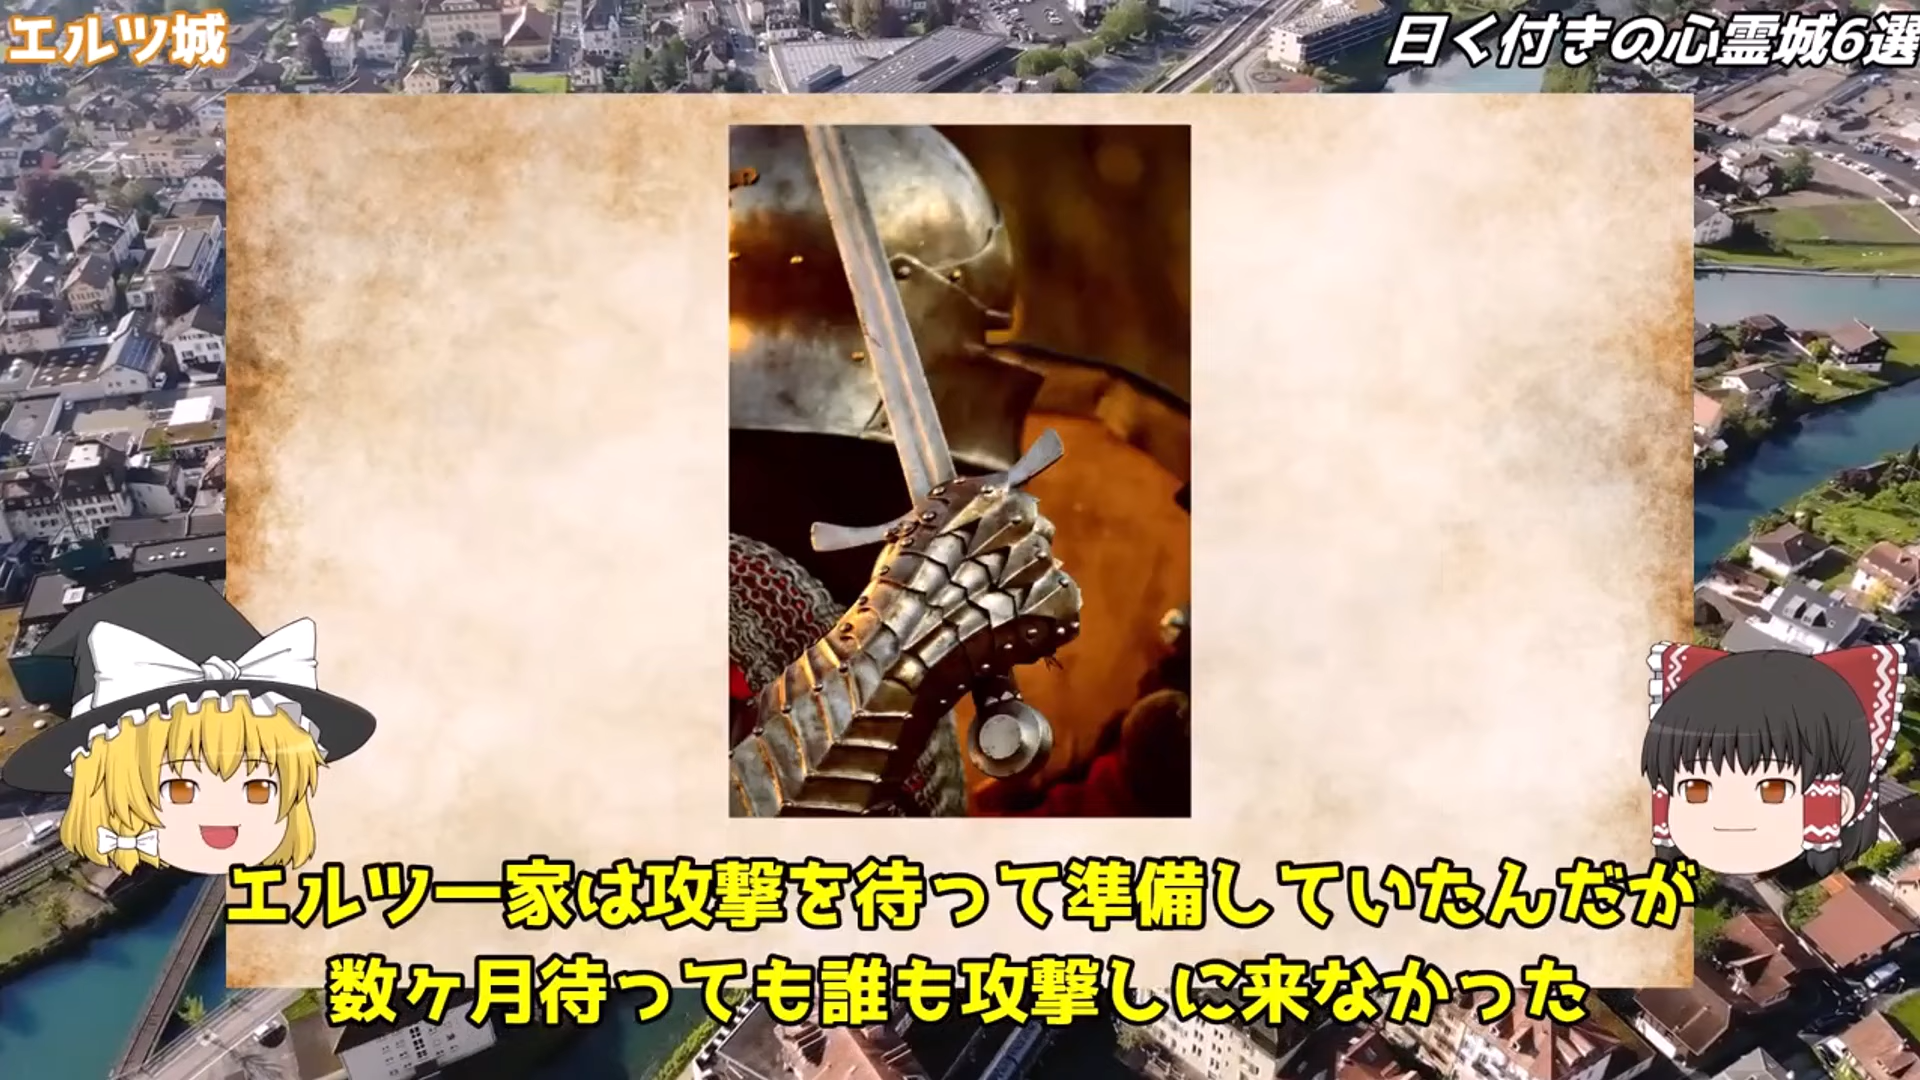 エルツ城
曰く付きの心霊城6選
エルツ一家は攻撃を待って準備していたんだが
数ヶ月待っても誰も攻撃しに来なかった